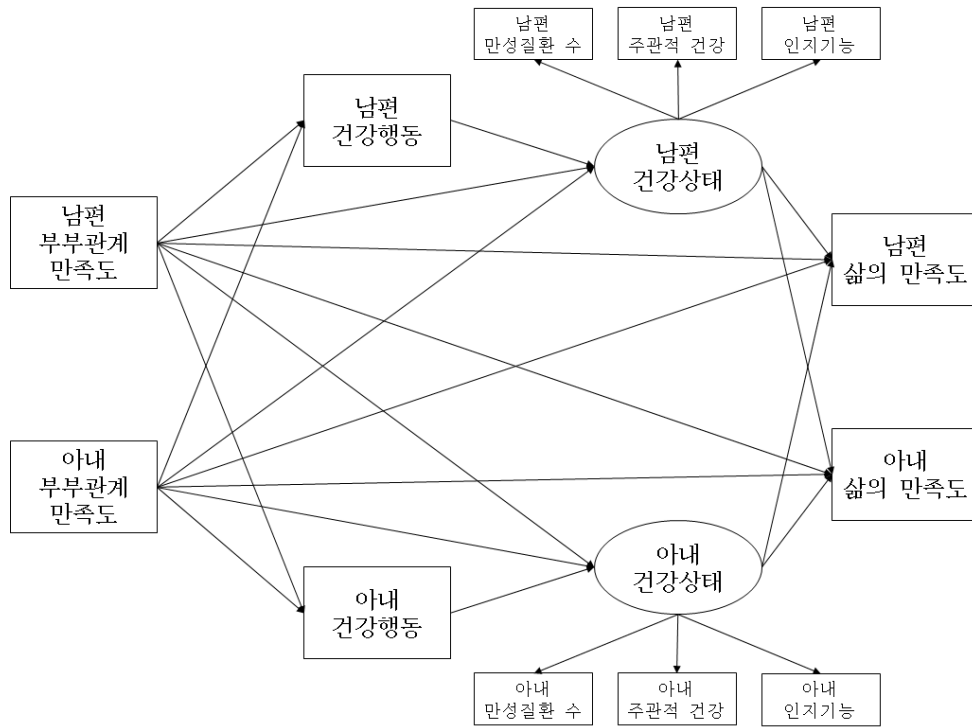 남편
만성질환 수
남편
주관적 건강
남편
인지기능
남편
건강행동
남편
건강상태
남편
부부관계
만족도
남편
삶의 만족도
아내
부부관계
만족도
아내
삶의 만족도
아내
건강행동
아내
건강상태
아내
만성질환 수
아내
주관적 건강
아내
인지기능